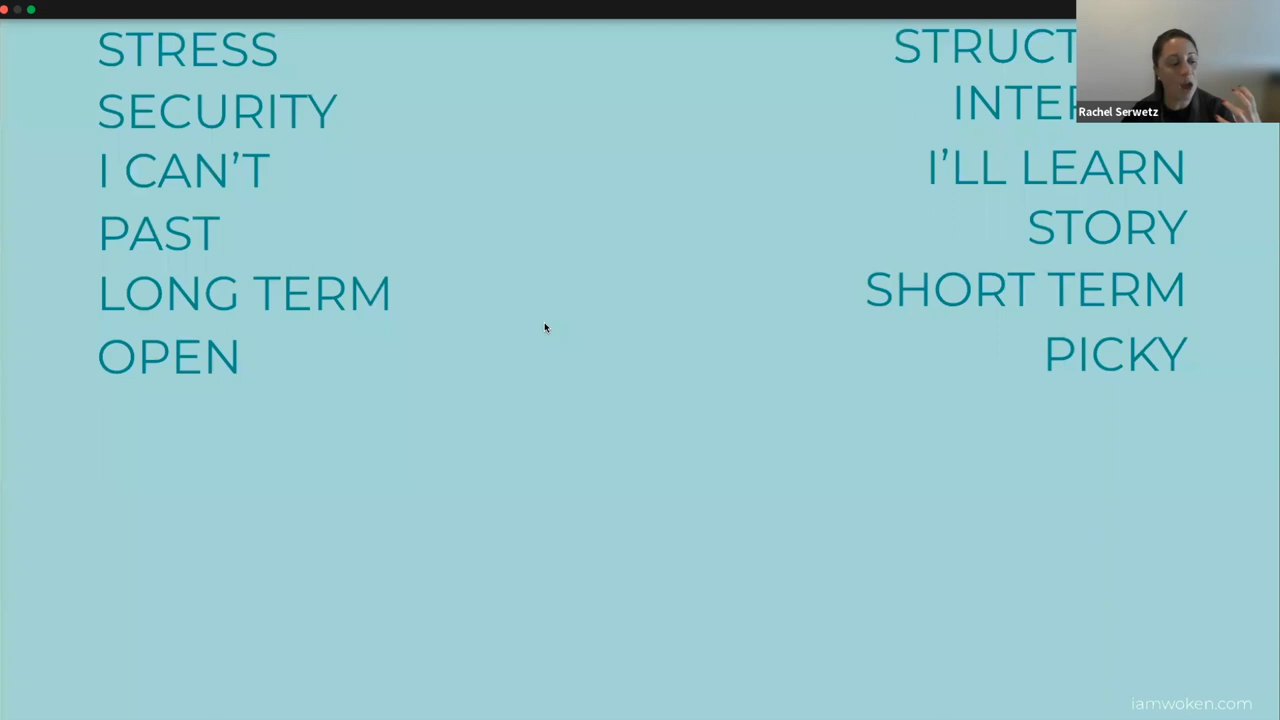 STRESS
SECURITY
I CAN'T
PAST
LONG TERM
OPEN
I'LL LEARN
STORY
SHORT TERM
PICKY
Rachel Serwetz
iamwoken.com